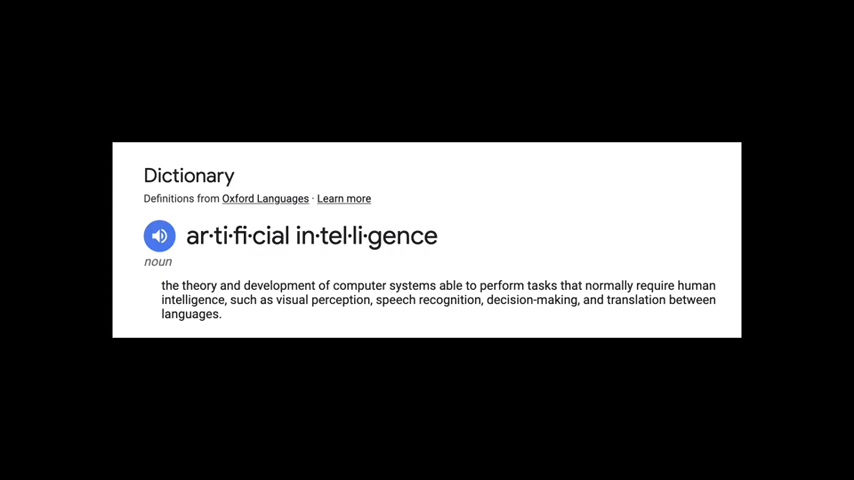 Dictionary
Definitions from Oxford Languages · Learn more
ar·ti·fi·cial in·tel·li·gence
noun
the theory and development of computer systems able to perform tasks that normally require human
intelligence, such as visual perception, speech recognition, decision-making, and translation between
languages.